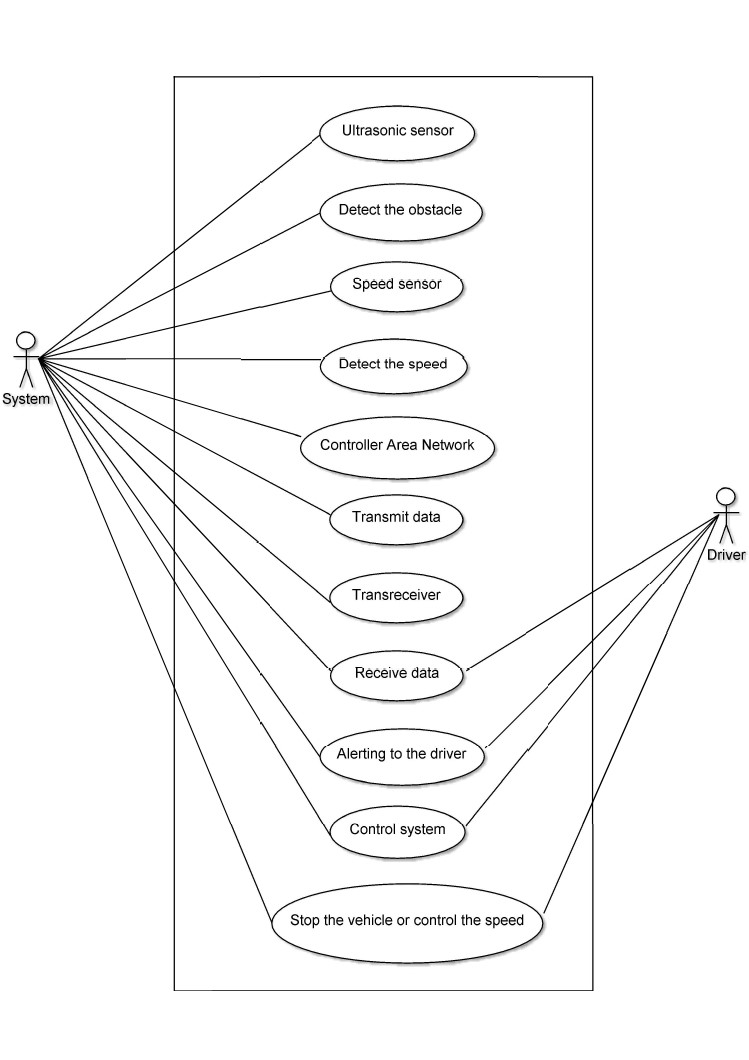 Ultrasonic sensor
Detect the obstacle
Speed sensor
Detect the speed
System
Controller Area Network
Transmit data
Driver
Transreceiver
Receive data
Alerting to the driver
Control system
Stop the vehicle or control the speed